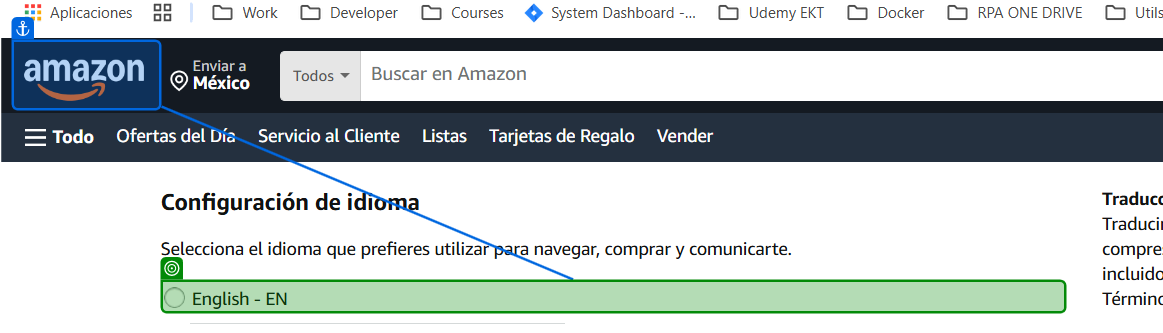 Aplicaciones Work Developer Courses System Dashboard -... Udemy EKT Docker RPA ONE DRIVE Utils
amazon
Enviar a
México
Todos
Buscar en Amazon
Todo Ofertas del Día Servicio al Cliente Listas Tarjetas de Regalo Vender
Configuración de idioma
Selecciona el idioma que prefieres utilizar para navegar, comprar y comunicarte.
English - EN
Traducc
Traducir
compres
incluido
Término